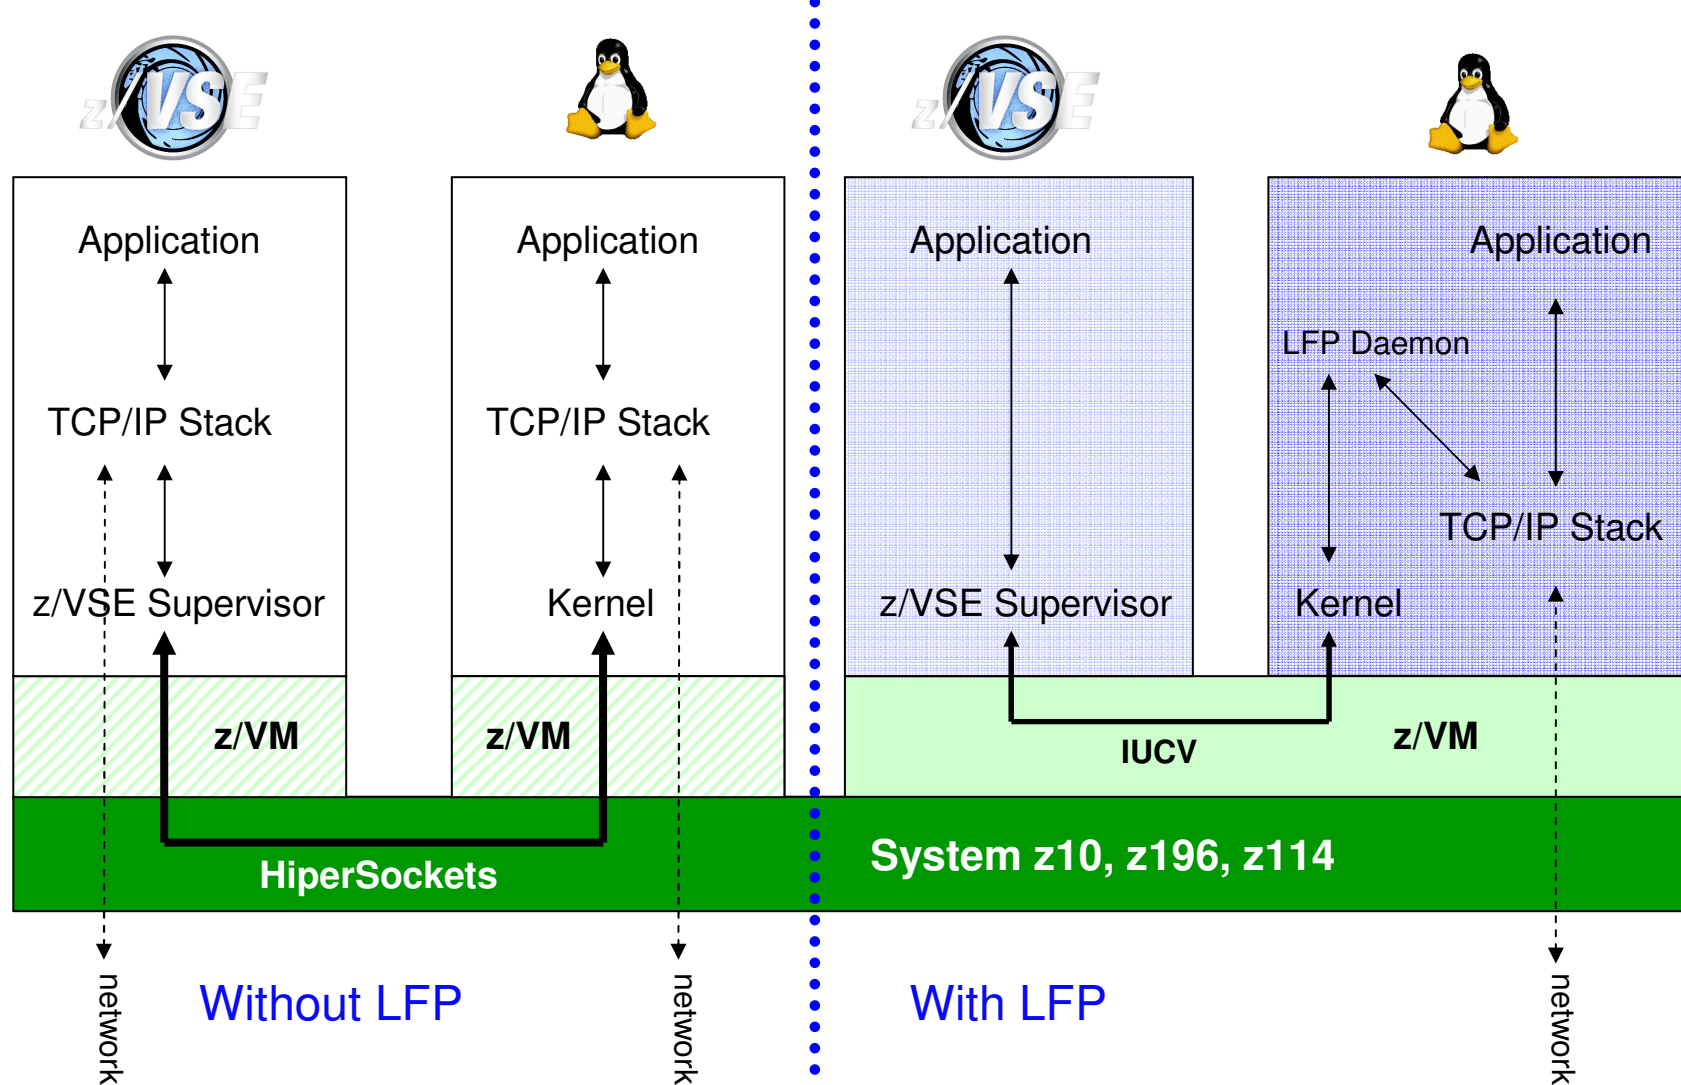 z/VSE
z/VSE
Application
Application
Application
Application
LFP Daemon
TCP/IP Stack
TCP/IP Stack
TCP/IP Stack
z/VSE Supervisor
Kernel
z/VSE Supervisor
Kernel
z/VM
z/VM
IUCV
z/VM
HiperSockets
System z10, z196, z114
network
Without LFP
network
With LFP
network